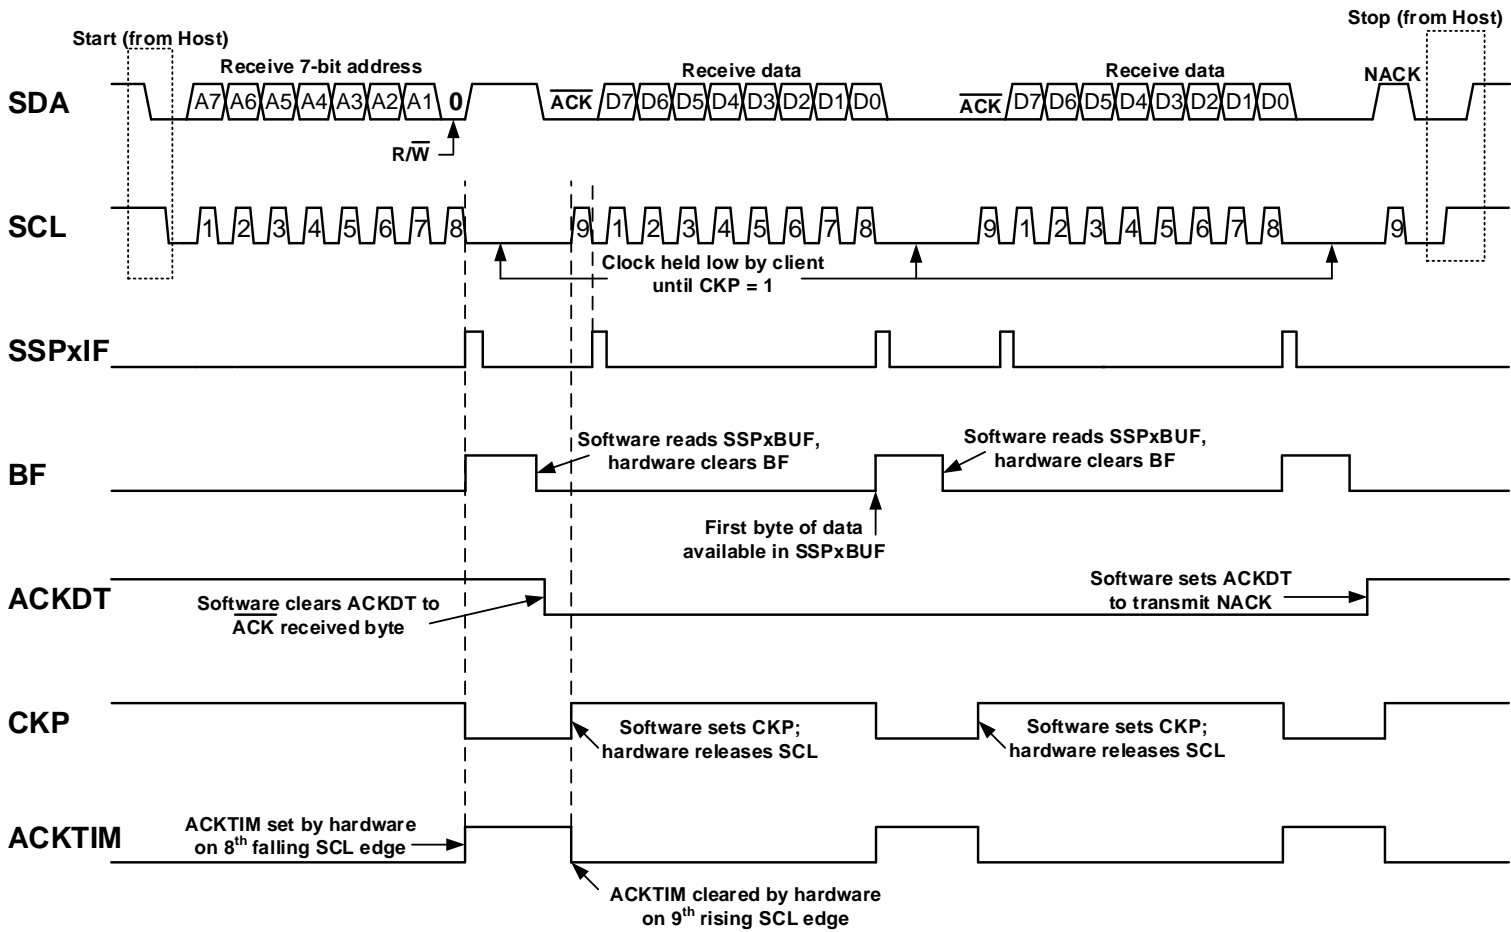 Start (from Host)
Stop (from Host)
Receive 7-bit address
Receive data
Receive data
NACK
SDA
A7 A6 A5 A4 A3 A2 A1 0
ACK
D7 D6 D5 D4 D3 D2 D1 D0
ACK
D7 D6 D5 D4 D3 D2 D1 D0
R/W
SCL
1 2 3 4 5 6 7 8 9 1 2 3 4 5 6 7 8 9 1 2 3 4 5 6 7 8 9
Clock held low by client
until CKP = 1
SSPxIF
BF
Software reads SSPxBUF,
hardware clears BF
Software reads SSPxBUF,
hardware clears BF
First byte of data
available in SSPxBUF
ACKDT
Software clears ACKDT to
ACK received byte
Software sets ACKDT
to transmit NACK
CKP
Software sets CKP;
hardware releases SCL
Software sets CKP;
hardware releases SCL
ACKTIM
ACKTIM set by hardware
on 8th falling SCL edge
ACKTIM cleared by hardware
on 9th rising SCL edge